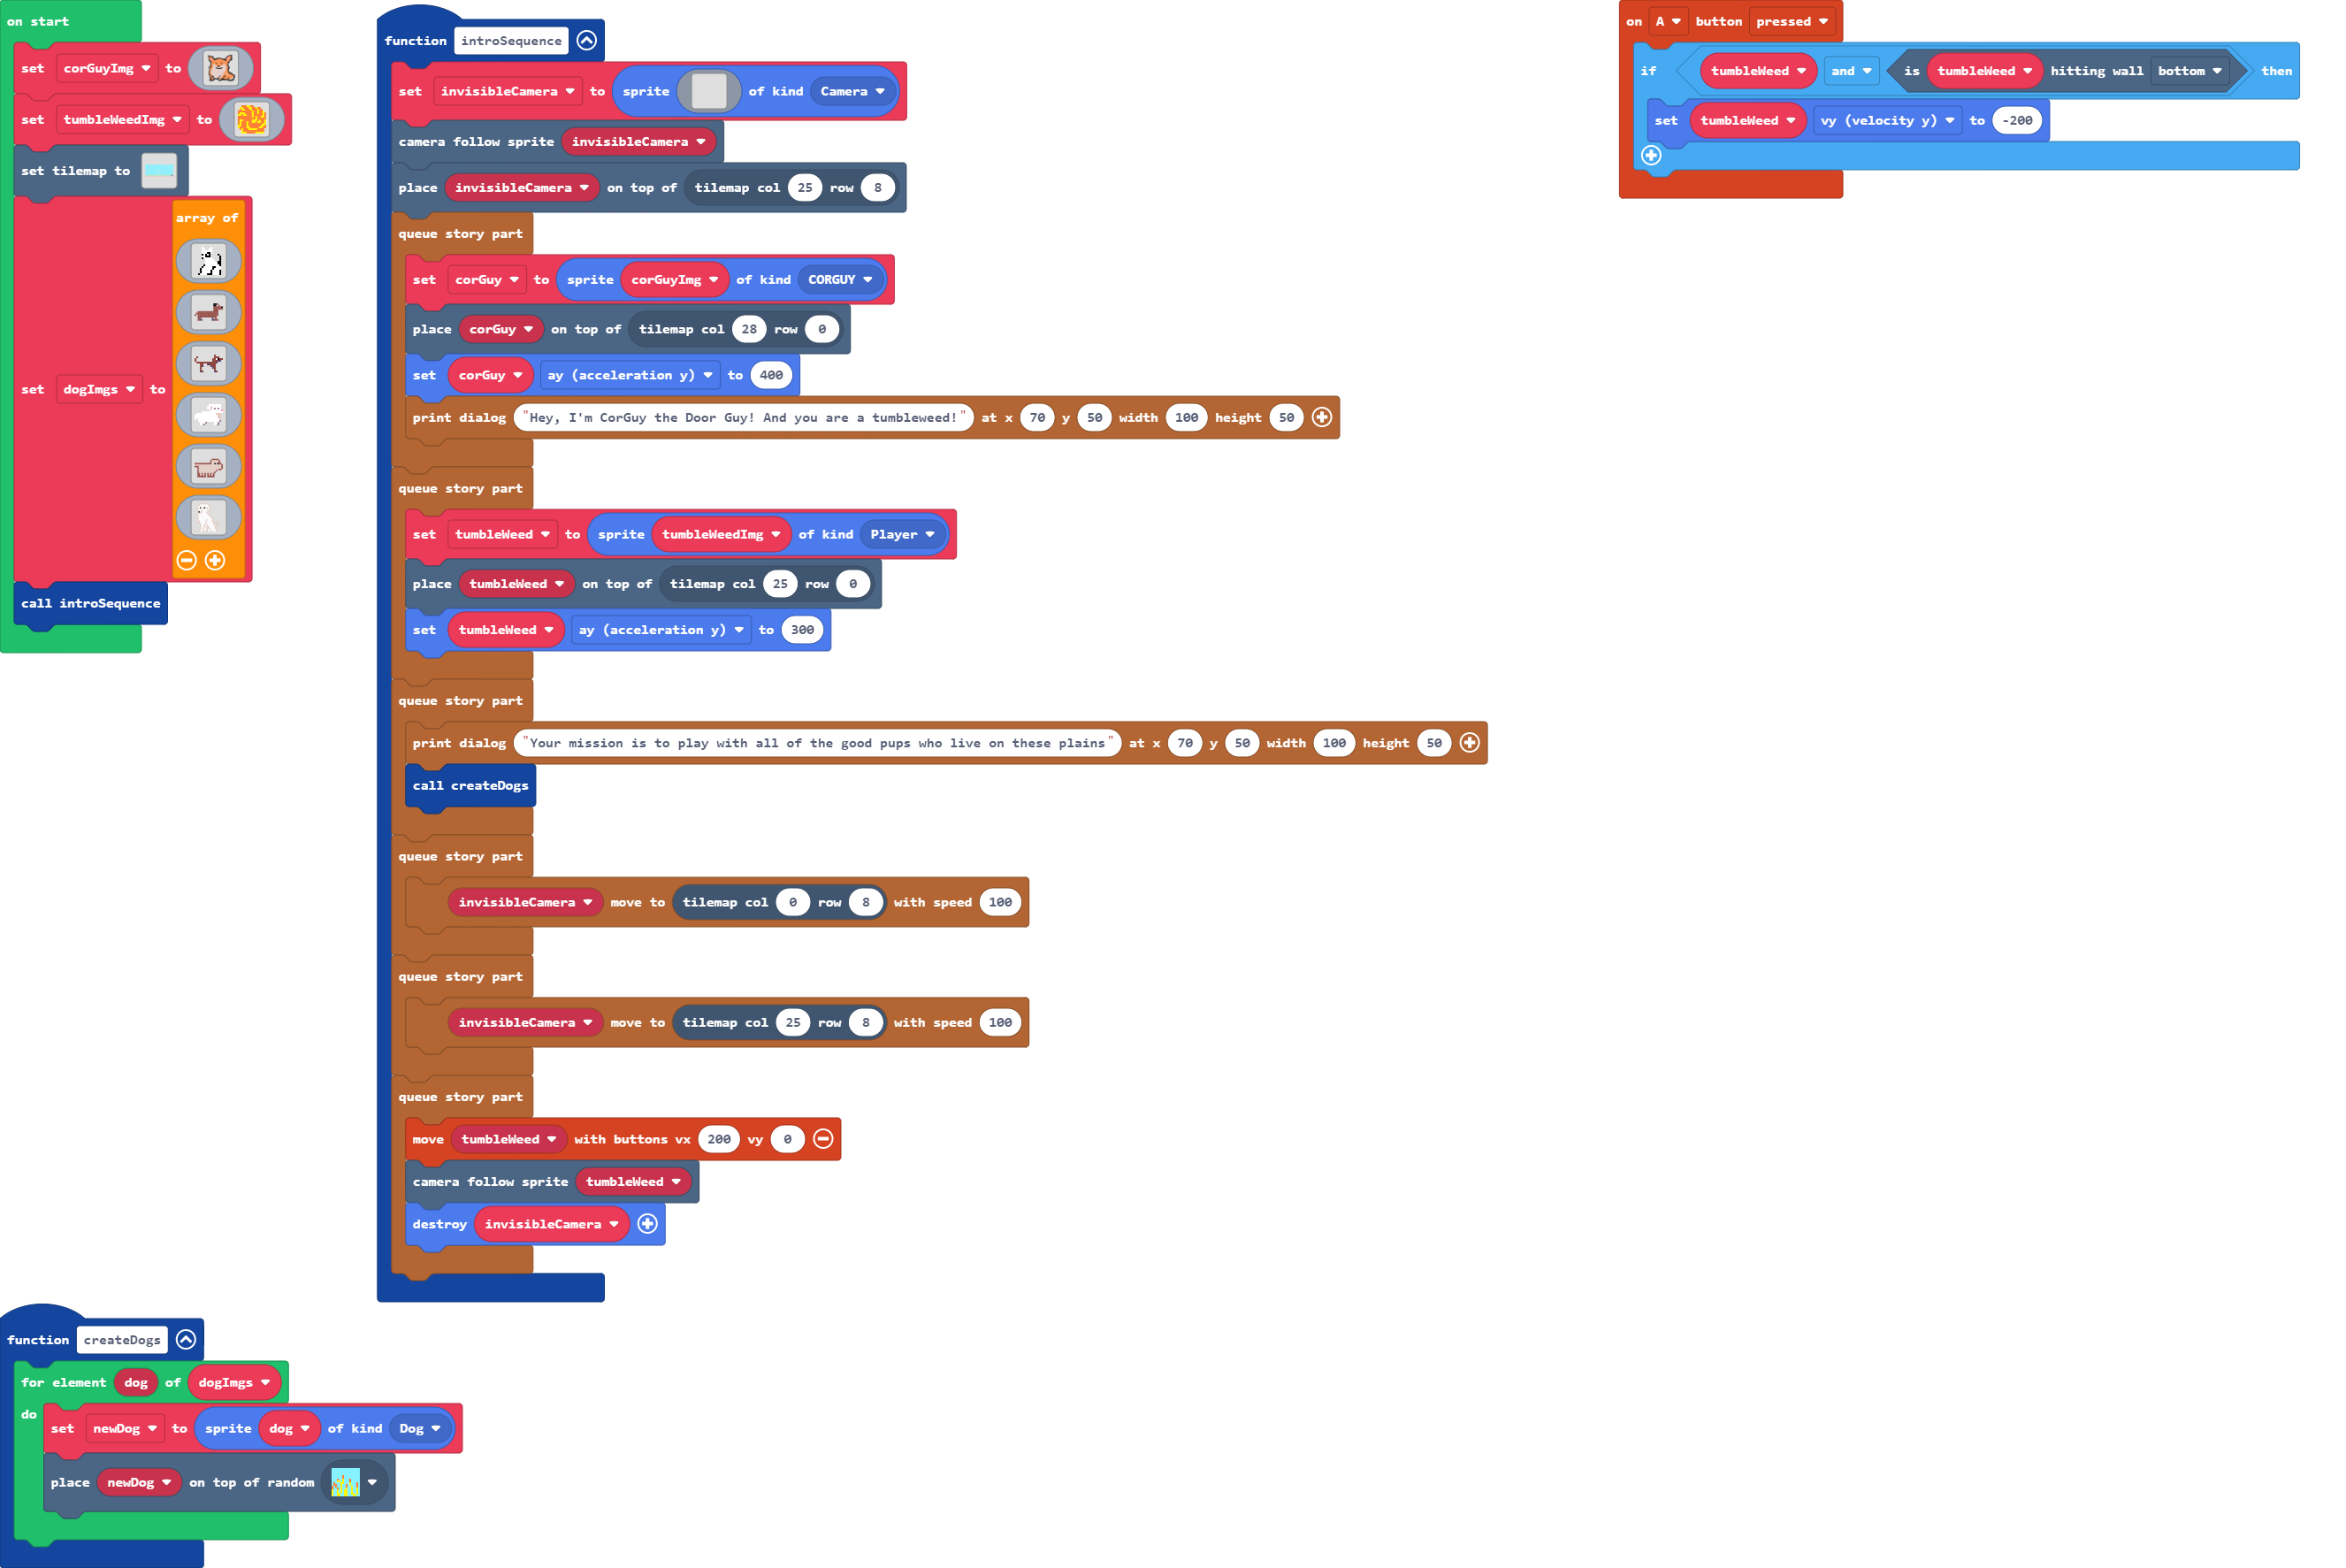 on start
set corGuyImg to
set tumbleWeedImg to
set tilemap to
array of
set dogImgs to
call introSequence
function introSequence
set invisibleCamera to sprite of kind Camera
camera follow sprite invisibleCamera
place invisibleCamera on top of tilemap col 25 row 8
queue story part
set corGuy to sprite corGuyImg of kind CORGUY
place corGuy on top of tilemap col 28 row 0
set corGuy ay (acceleration y) to 400
print dialog "Hey, I'm CorGuy the Door Guy! And you are a tumbleweed!" at x 70 y 50 width 100 height 50
queue story part
set tumbleWeed to sprite tumbleWeedImg of kind Player
place tumbleWeed on top of tilemap col 25 row 0
set tumbleWeed ay (acceleration y) to 300
queue story part
print dialog "Your mission is to play with all of the good pups who live on these plains" at x 70 y 50 width 100 height 50
call createDogs
queue story part
invisibleCamera move to tilemap col 0 row 8 with speed 100
queue story part
invisibleCamera move to tilemap col 25 row 8 with speed 100
queue story part
move tumbleWeed with buttons vx 200 vy 0
camera follow sprite tumbleWeed
destroy invisibleCamera
on A button pressed
if tumbleWeed and is tumbleWeed hitting wall bottom then
set tumbleWeed vy (velocity y) to -200
function createDogs
for element dog of dogImgs
do
set newDog to sprite dog of kind Dog
place newDog on top of random